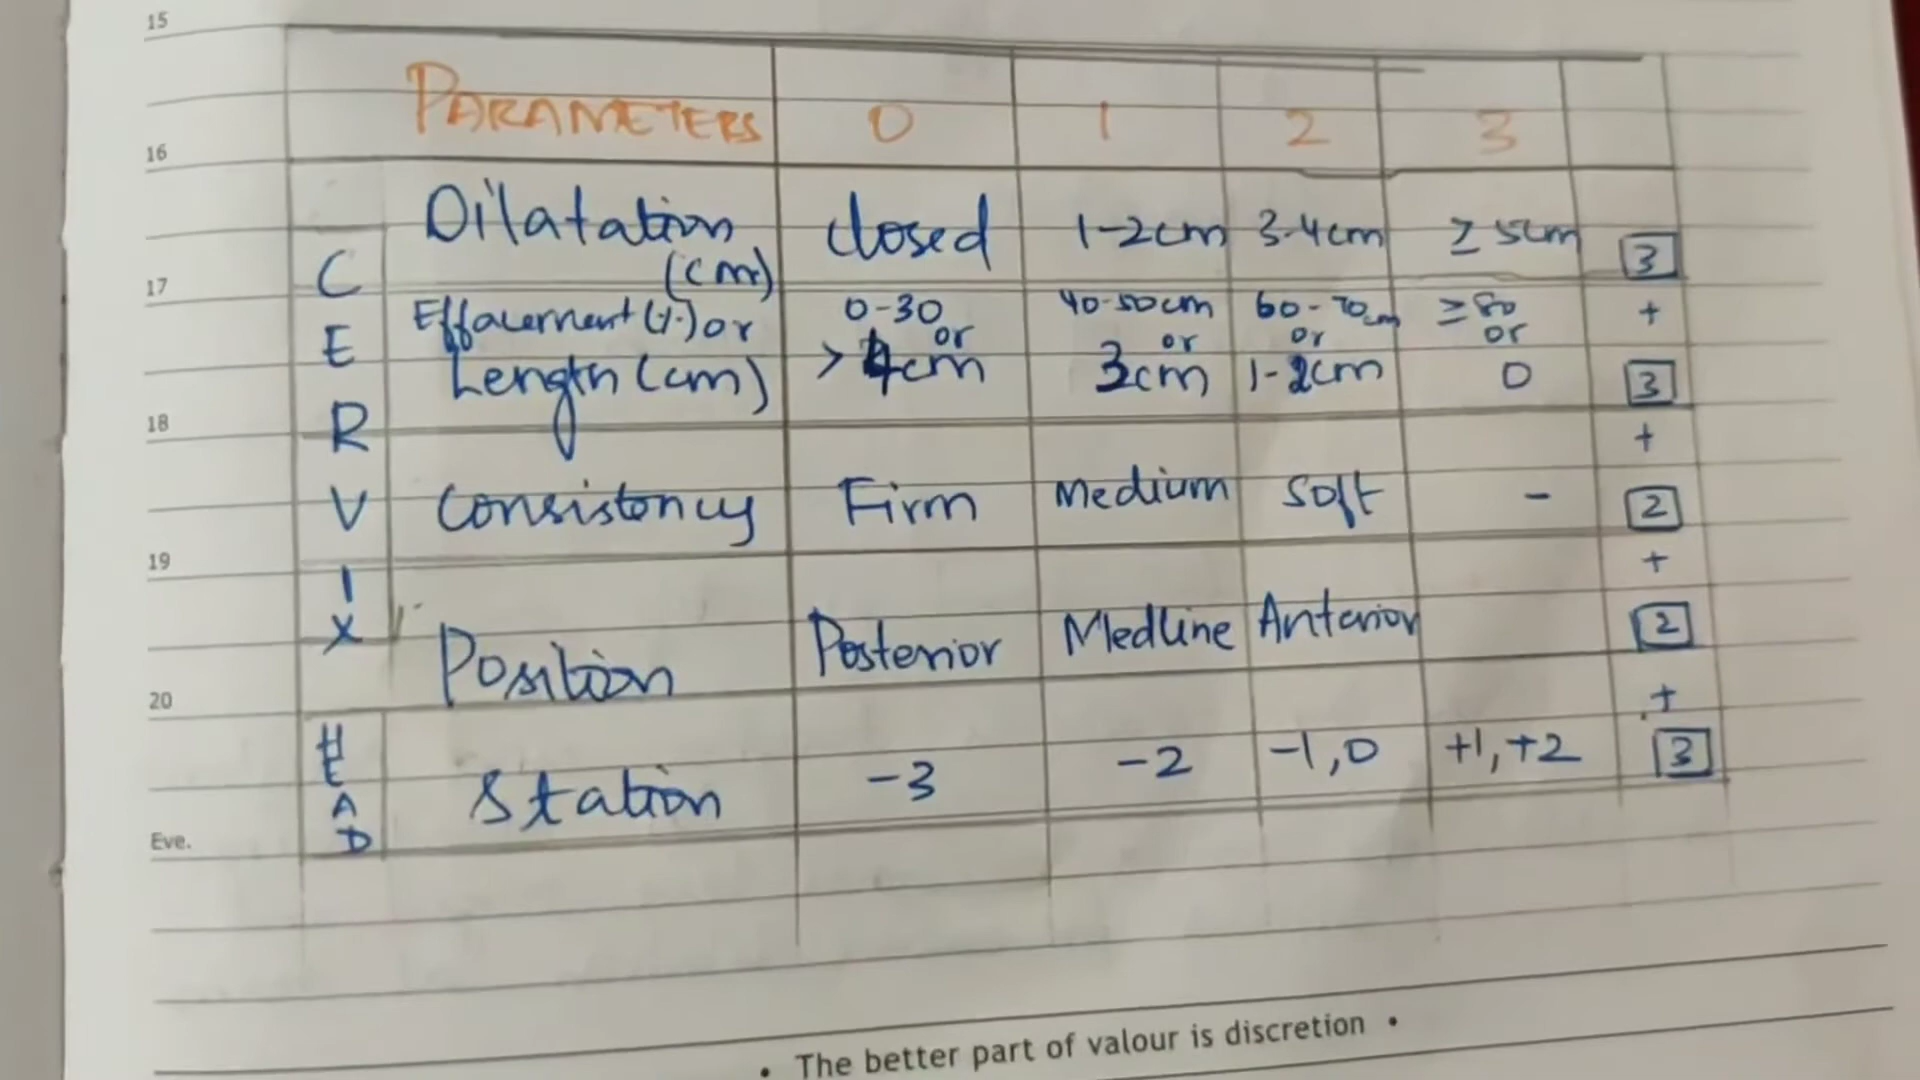 15
PARAMETERS 0 1 2 3
16
Dilatation closed 1-2cm 3-4cm ≥ 5cm 3
(cm)
17
Effacement (%) or 0-30 40-50cm 60-70cm ≥ 80 +
or or or or
Length (cm) > 4cm 3cm 1-2cm 0 3
18
+
Consistency Firm Medium Soft - 2
19
+
Position Posterior Medline Anterior 2
20
+
Station -3 -2 -1,0 +1,+2 3
Eve.
C
E
R
V
I
X
H
E
A
D
• The better part of valour is discretion •